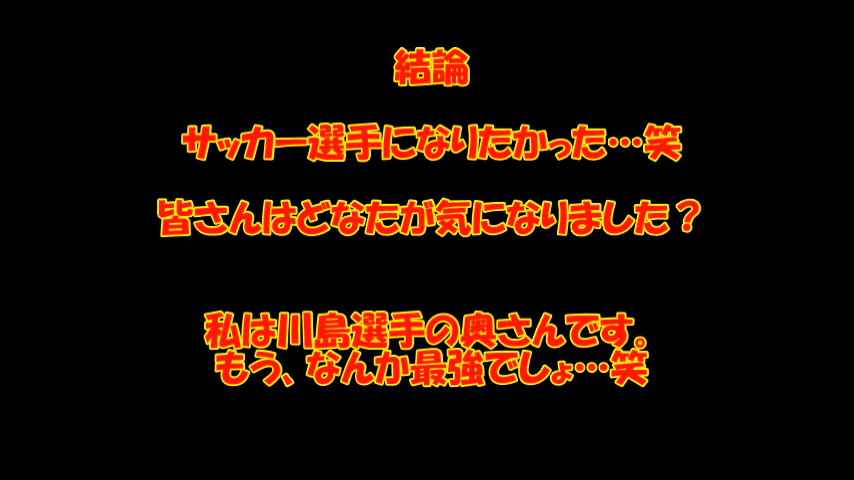 結論
サッカー選手になりたかった…笑
皆さんはどなたが気になりました？
私は川島選手の奥さんです。
もう、なんか最強でしょ…笑